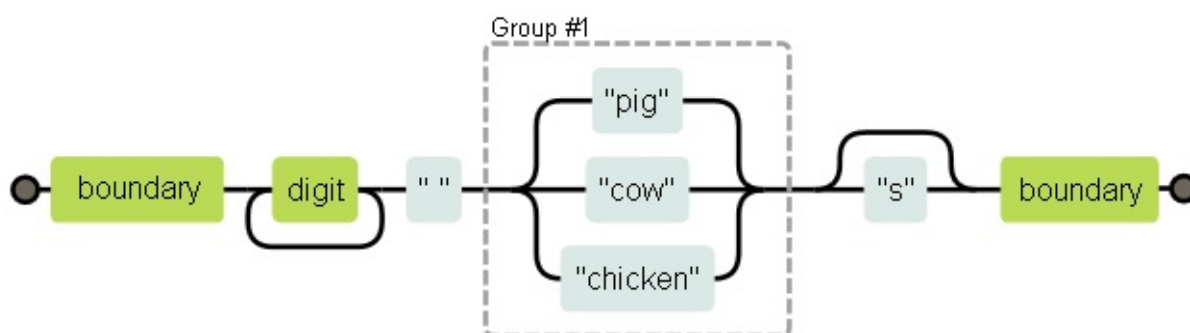 Group #1
"pig"
boundary digit " " "cow" "s" boundary
"chicken"